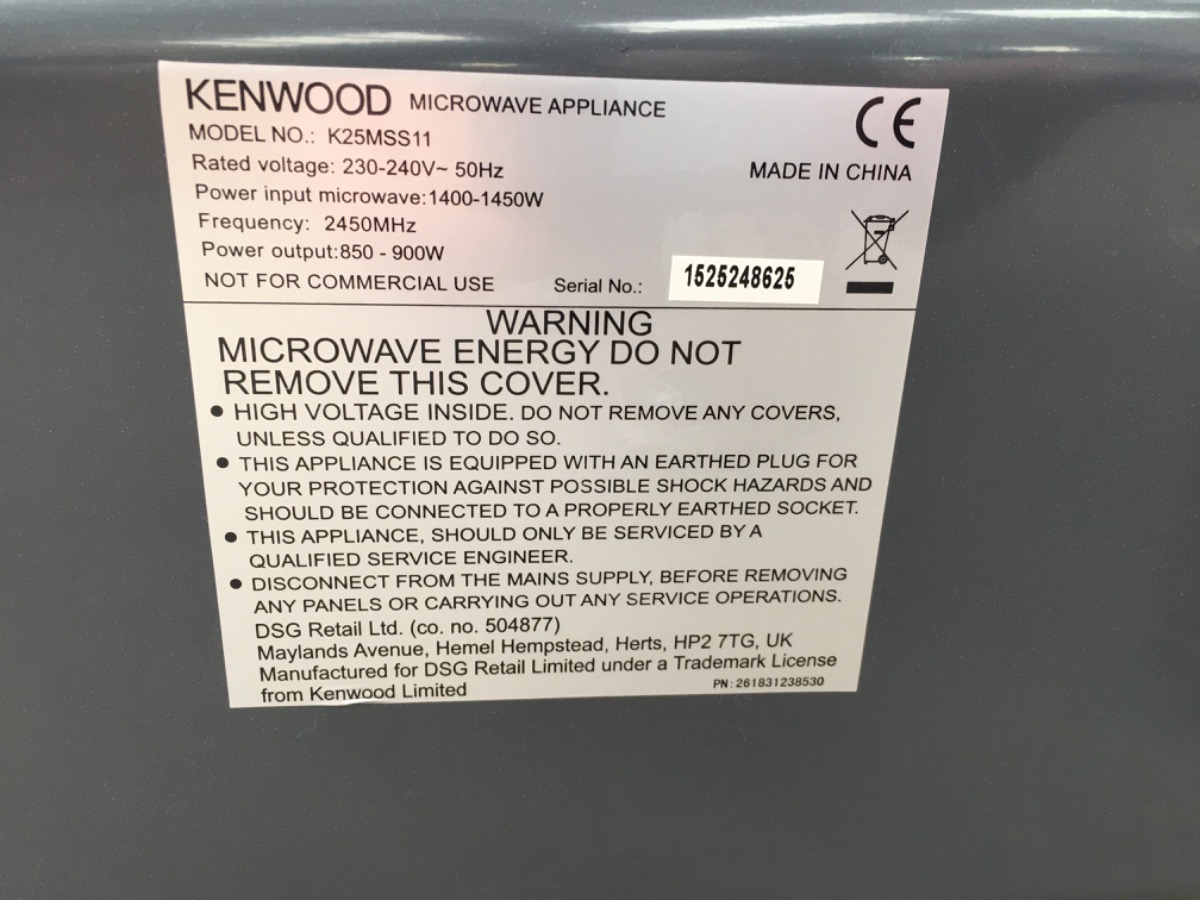 KENWOOD MICROWAVE APPLIANCE
MODEL NO.: K25MSS11
Rated voltage: 230-240V~ 50Hz
Power input microwave:1400-1450W
Frequency: 2450MHz
Power output:850 - 900W
NOT FOR COMMERCIAL USE
CE
MADE IN CHINA
Serial No.: 1525248625
WARNING
MICROWAVE ENERGY DO NOT
REMOVE THIS COVER.
● HIGH VOLTAGE INSIDE. DO NOT REMOVE ANY COVERS,
UNLESS QUALIFIED TO DO SO.
● THIS APPLIANCE IS EQUIPPED WITH AN EARTHED PLUG FOR
YOUR PROTECTION AGAINST POSSIBLE SHOCK HAZARDS AND
SHOULD BE CONNECTED TO A PROPERLY EARTHED SOCKET.
● THIS APPLIANCE, SHOULD ONLY BE SERVICED BY A
QUALIFIED SERVICE ENGINEER.
● DISCONNECT FROM THE MAINS SUPPLY, BEFORE REMOVING
ANY PANELS OR CARRYING OUT ANY SERVICE OPERATIONS.
DSG Retail Ltd. (co. no. 504877)
Maylands Avenue, Hemel Hempstead, Herts, HP2 7TG, UK
Manufactured for DSG Retail Limited under a Trademark License
from Kenwood Limited
PN:261831238530